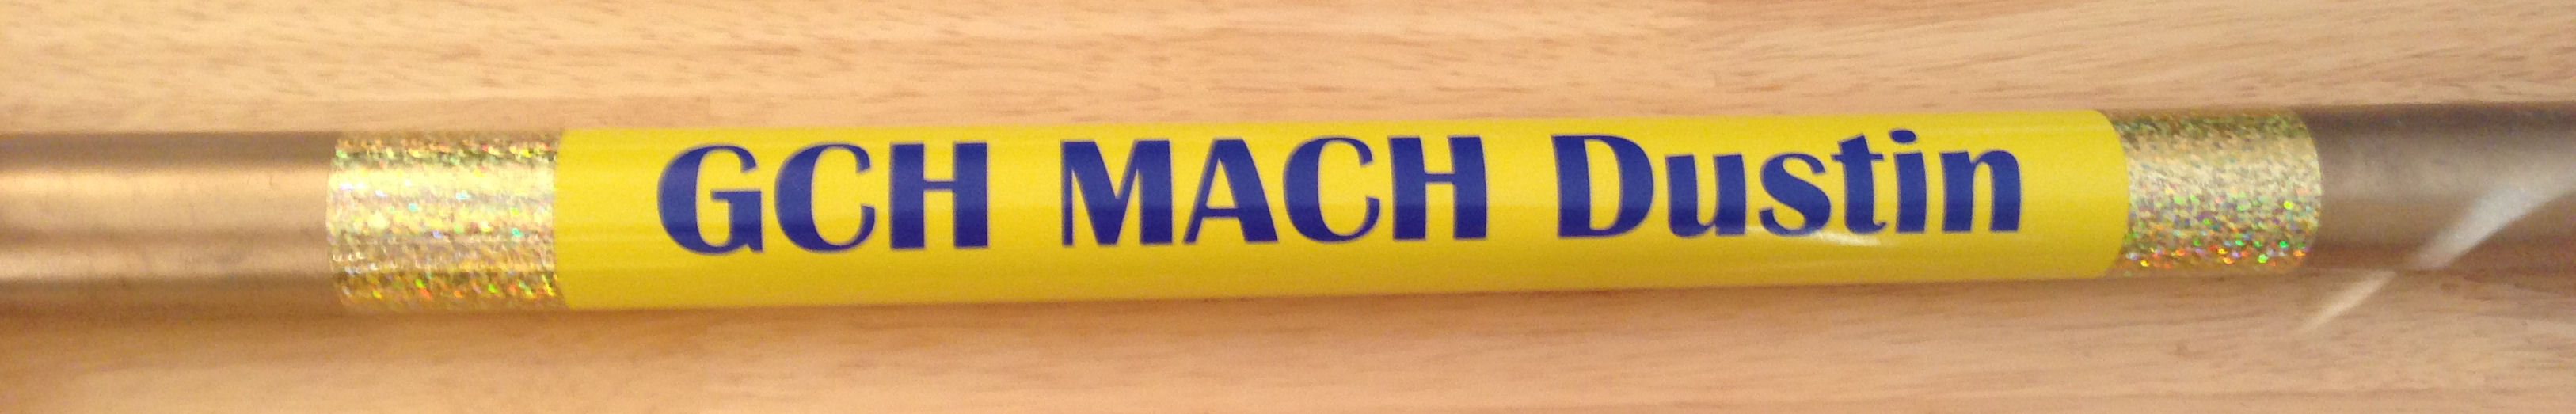 GCH MACH Dustin